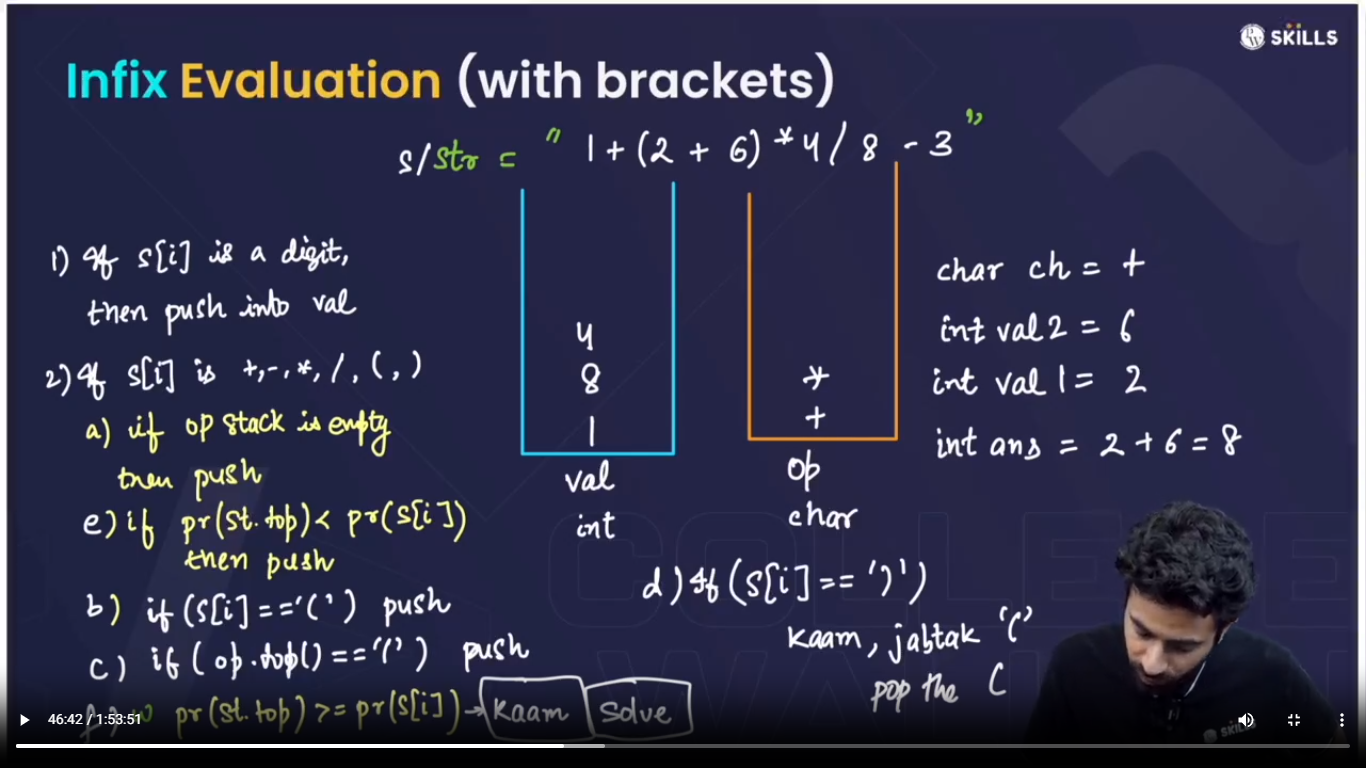 SKILLS
Infix Evaluation (with brackets)
s/str = " 1+(2 + 6)*4/8 - 3 "
1) If s[i] is a digit,
then push into val
2) If s[i] is +,-,*,/,(,)
a) if op stack is empty
then push
e) if pr(st.top) < pr(s[i])
then push
b) if (s[i]=='(') push
c) if (op.top()=='(') push
pr(st.top) >= pr(s[i]) → Kaam Solve
4
8
1
val
int
*
+
op
char
char ch = +
int val2 = 6
int val1 = 2
int ans = 2+6=8
d) If (s[i]==')')
Kaam, jabtak '('
pop the (
46:42 / 1:53:51